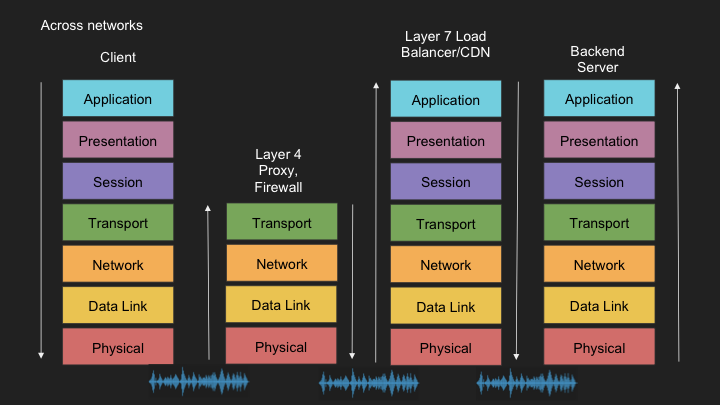 Across networks
Client
Application
Presentation
Session
Transport
Network
Data Link
Physical
Layer 4
Proxy,
Firewall
Transport
Network
Data Link
Physical
Layer 7 Load
Balancer/CDN
Application
Presentation
Session
Transport
Network
Data Link
Physical
Backend
Server
Application
Presentation
Session
Transport
Network
Data Link
Physical